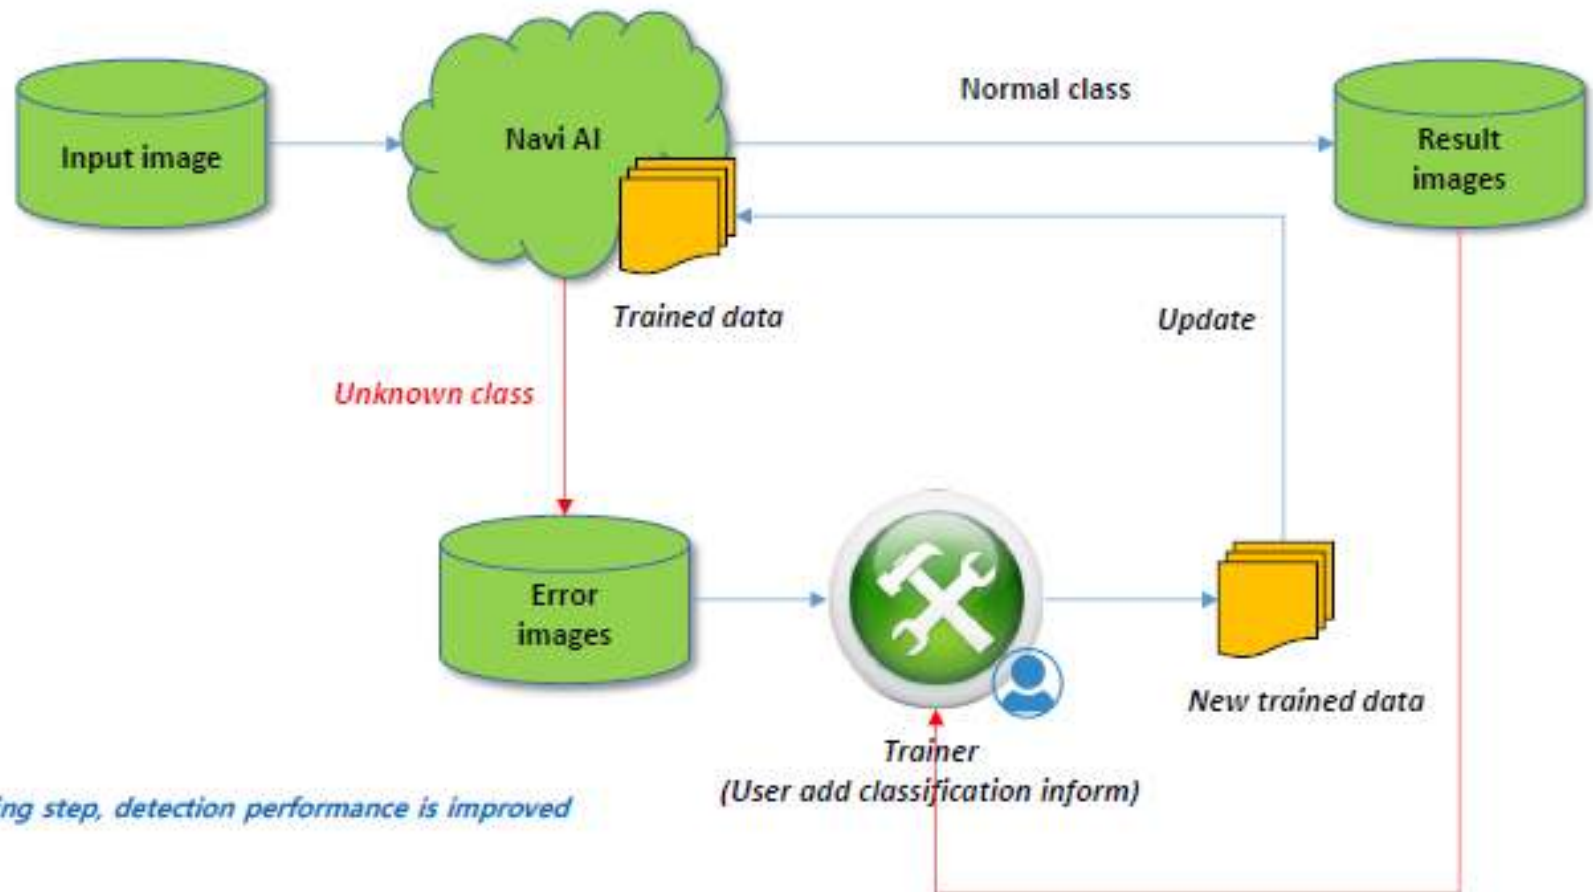 Input image
Navi AI
Normal class
Result
images
Trained data
Update
Unknown class
Error
images
New trained data
Trainer
(User add classification inform)
ing step, detection performance is improved